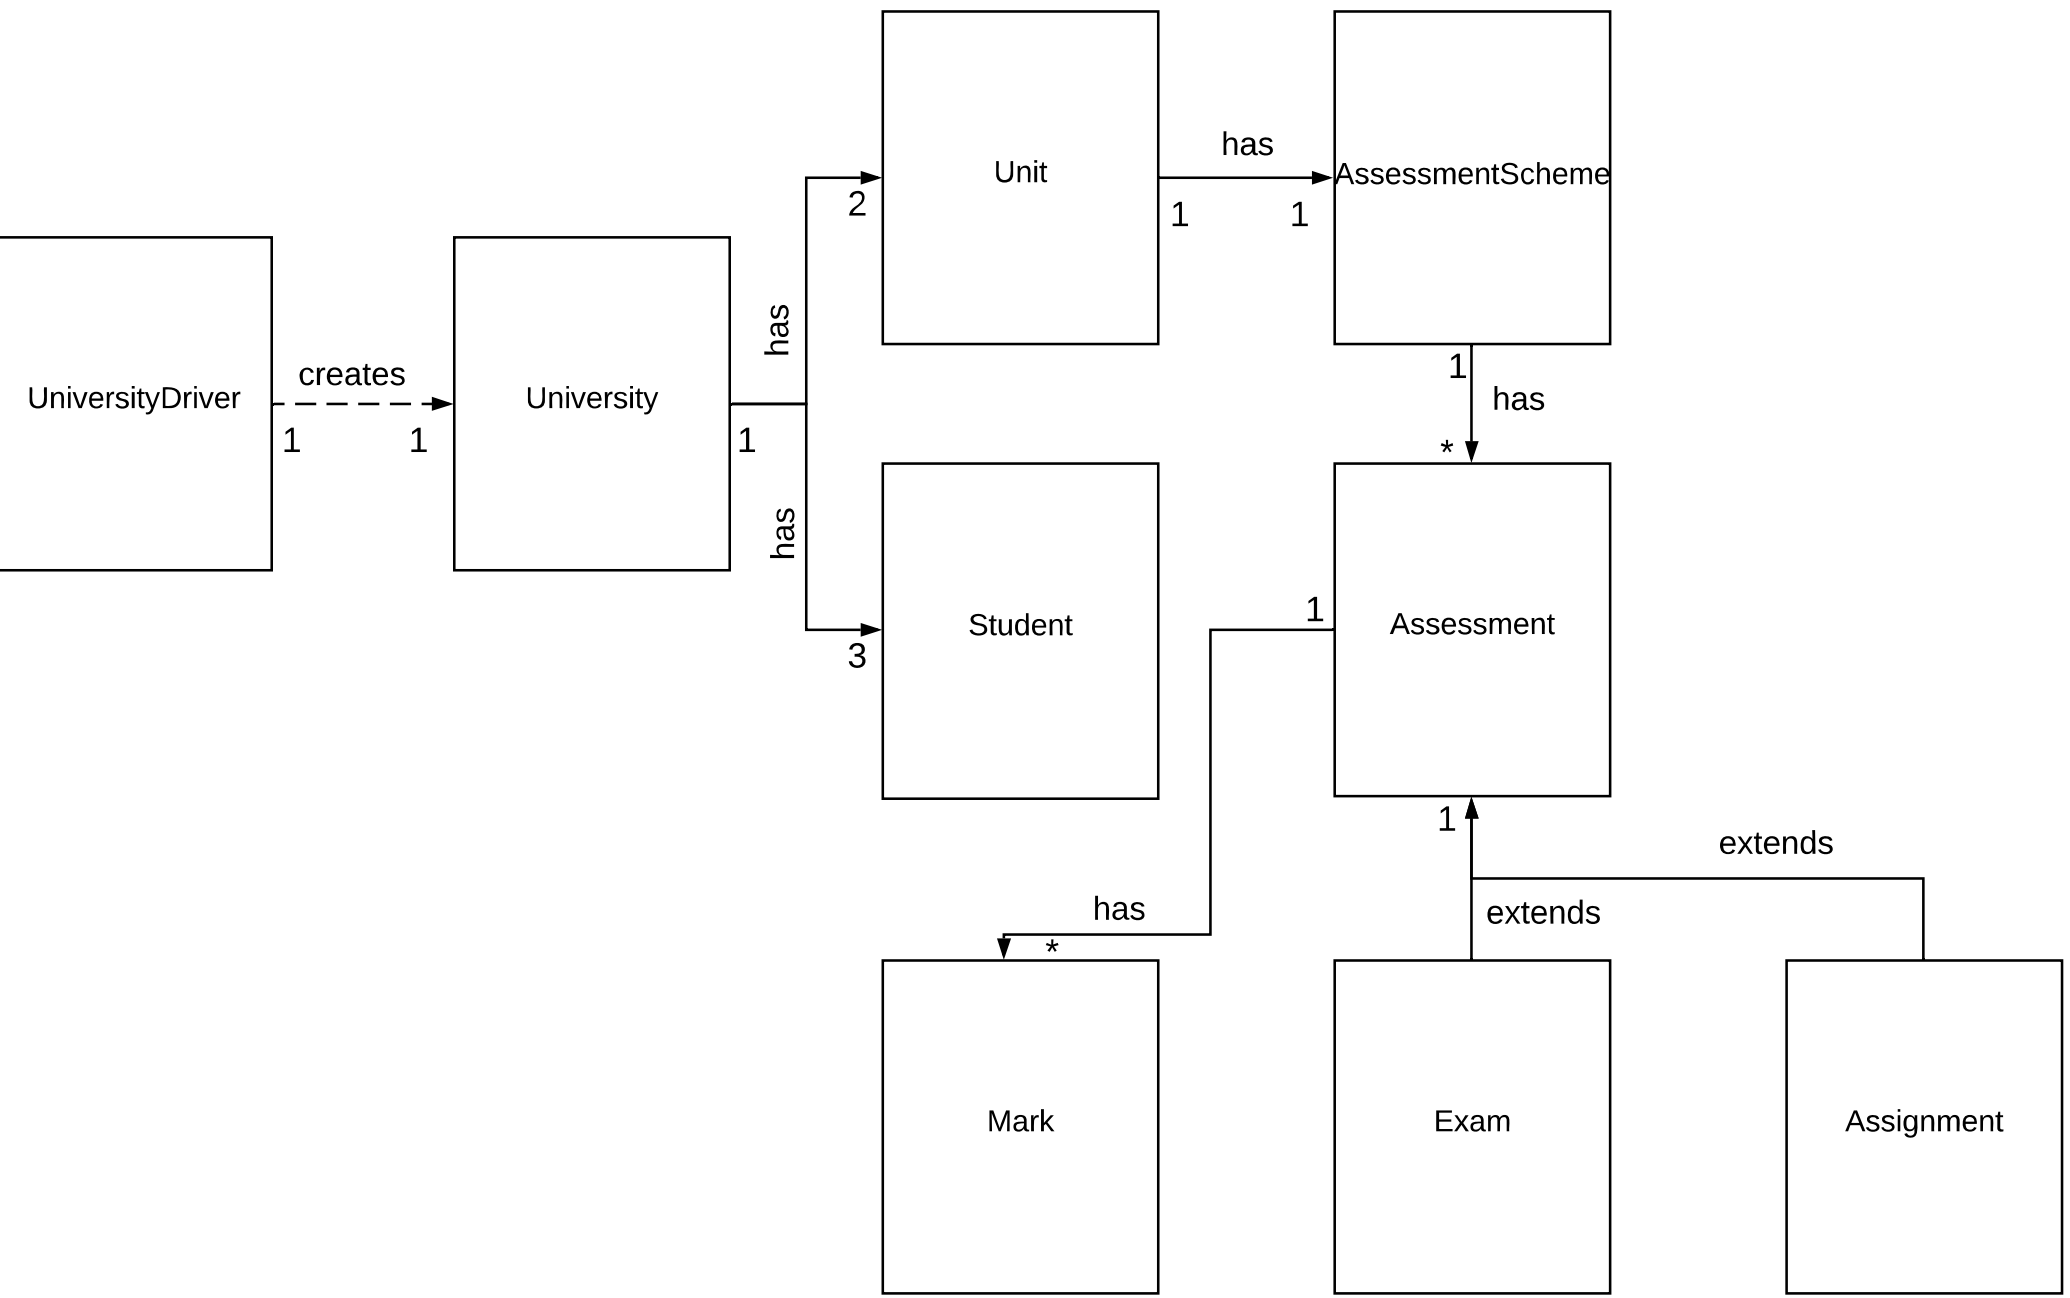 Unit
has
AssessmentScheme
2
1
1
UniversityDriver
creates
1
1
University
1
has
has
3
Student
1
has
*
Assessment
1
1
extends
extends
has
*
Mark
Exam
Assignment